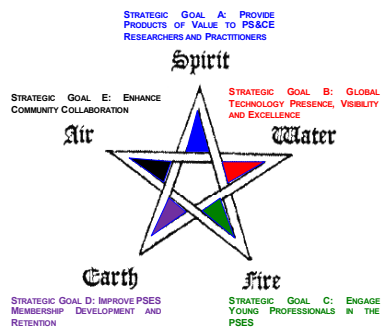 STRATEGIC GOAL A: PROVIDE
PRODUCTS OF VALUE TO PS&CE
RESEARCHERS AND PRACTITIONERS
Spirit
STRATEGIC GOAL E: ENHANCE
COMMUNITY COLLABORATION
STRATEGIC GOAL B: GLOBAL
TECHNOLOGY PRESENCE, VISIBILITY
AND EXCELLENCE
Air
Water
Earth
Fire
STRATEGIC GOAL D: IMPROVE PSES
MEMBERSHIP DEVELOPMENT AND
RETENTION
STRATEGIC GOAL C: ENGAGE
YOUNG PROFESSIONALS IN THE
PSES